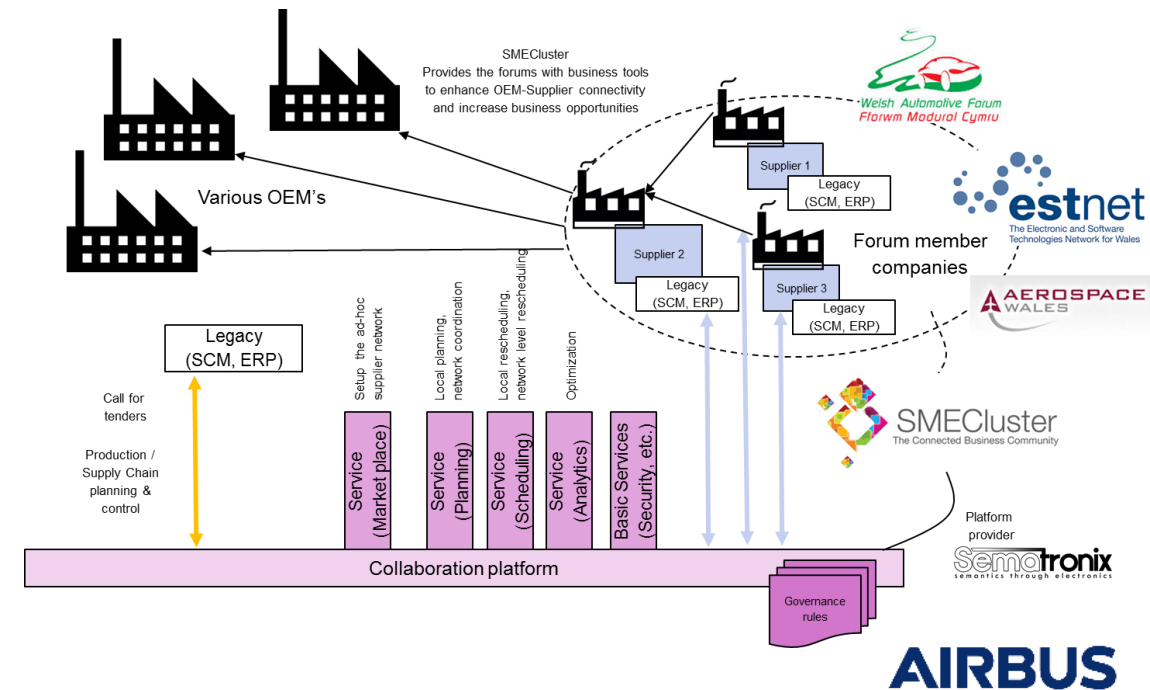 SMECluster
Provides the forums with business tools
to enhance OEM-Supplier connectivity
and increase business opportunities
Welsh Automotive Forum
Fforwm Modurol Cymru
Various OEM's
Supplier 1
Legacy
(SCM, ERP)
estnet
The Electronic and Software
Technologies Network for Wales
Supplier 2
Legacy
(SCM, ERP)
Supplier 3
Legacy
(SCM, ERP)
Forum member
companies
AEROSPACE
WALES
Legacy
(SCM, ERP)
Call for
tenders
Production /
Supply Chain
planning &
control
Setup the ad-hoc
supplier network
Local planning,
network coordination
Local rescheduling,
network level rescheduling
Optimization
Service
(Market place)
Service
(Planning)
Service
(Scheduling)
Service
(Analytics)
Basic Services
(Security, etc.)
SMECluster
The Connected Business Community
Platform
provider
Sematronix
semantics through electronics
Collaboration platform
Governance
rules
AIRBUS